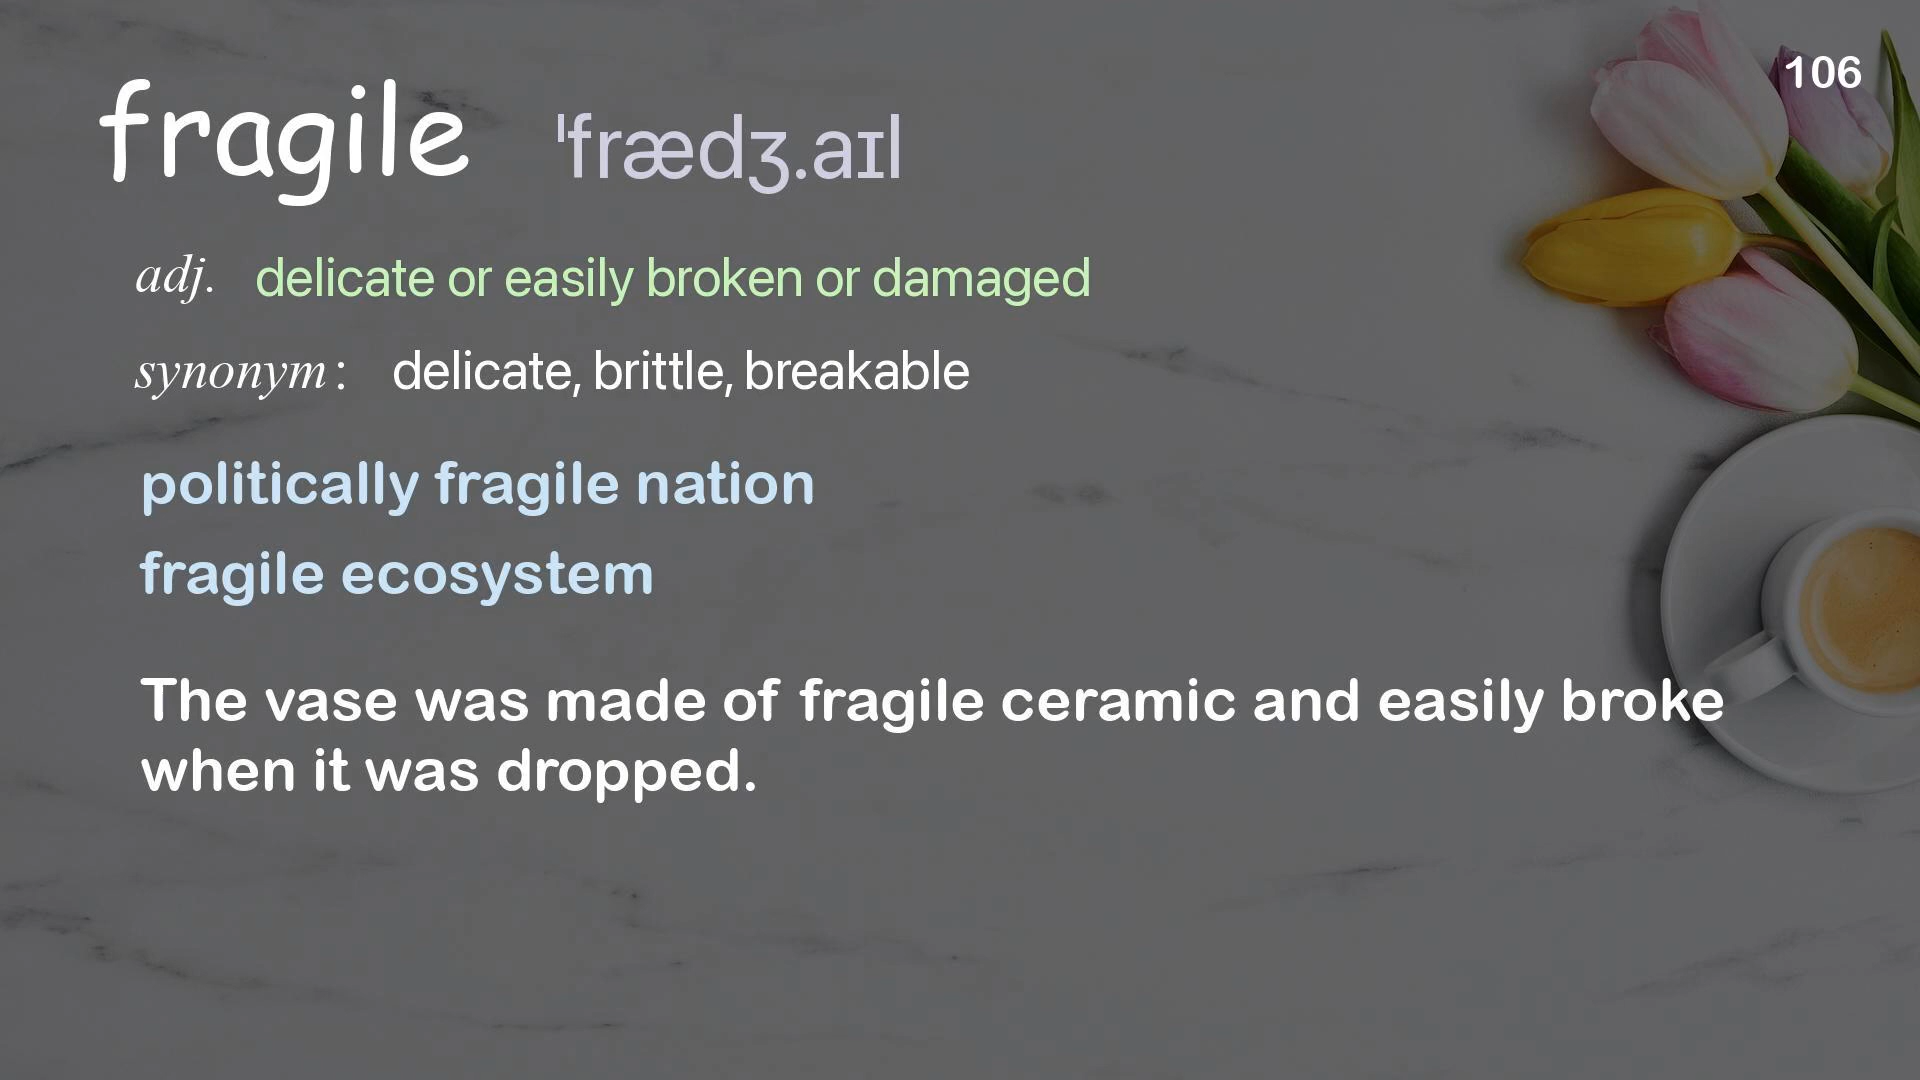 106
fragile ˈfrædʒ.aɪl
adj. delicate or easily broken or damaged
synonym: delicate, brittle, breakable
politically fragile nation
fragile ecosystem
The vase was made of fragile ceramic and easily broke
when it was dropped.